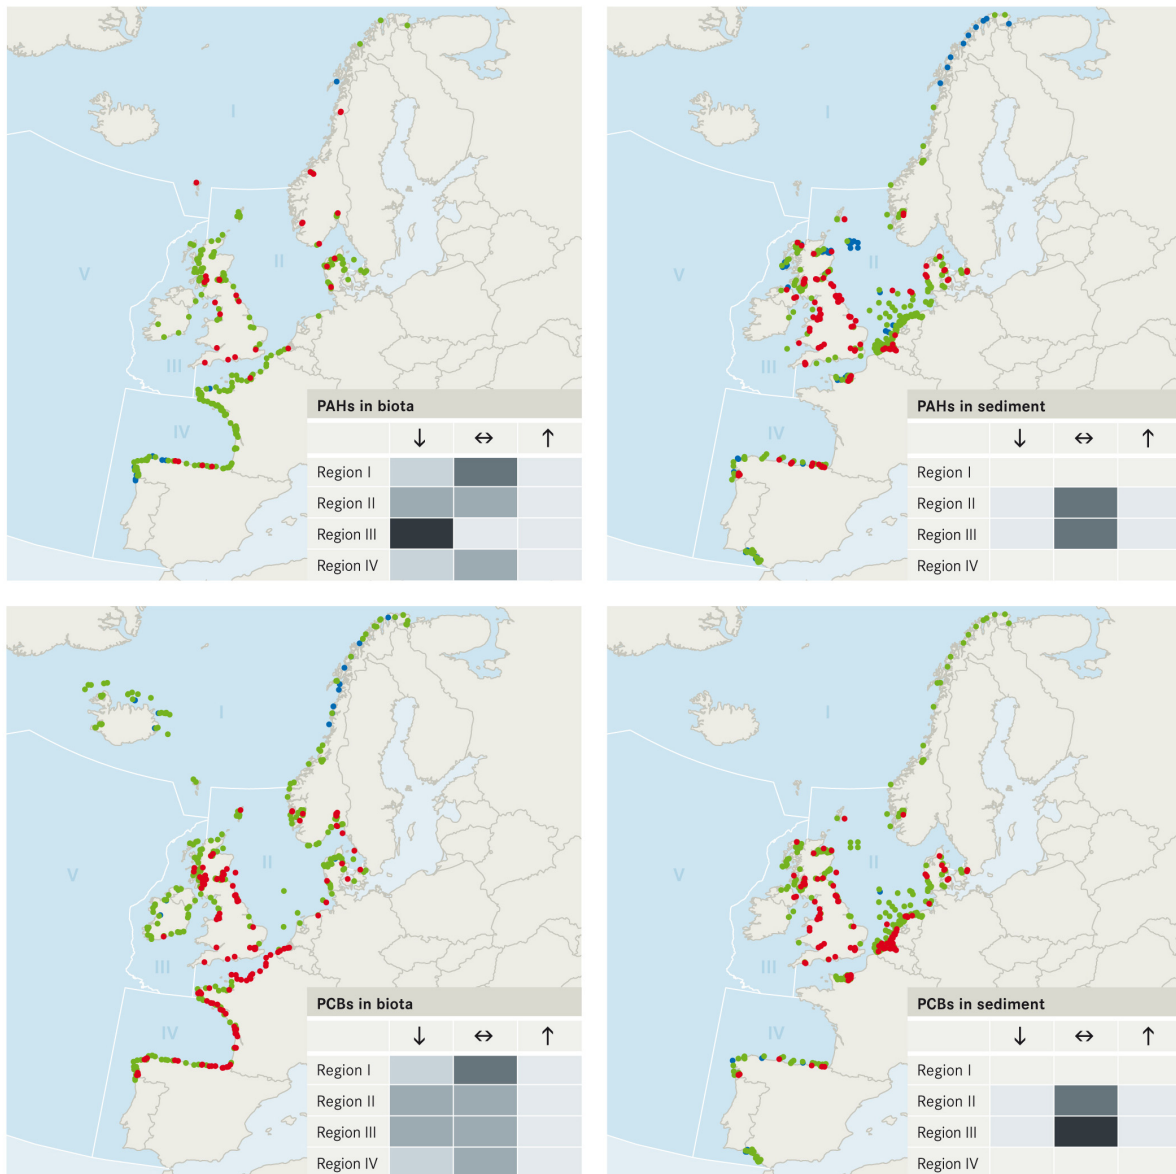 I
II
V
III
IV
PAHs in biota
↓ ↔ ↑
Region I
Region II
Region III
Region IV
I
II
V
III
IV
PAHs in sediment
↓ ↔ ↑
Region I
Region II
Region III
Region IV
I
II
V
III
IV
PCBs in biota
↓ ↔ ↑
Region I
Region II
Region III
Region IV
I
II
V
III
IV
PCBs in sediment
↓ ↔ ↑
Region I
Region II
Region III
Region IV